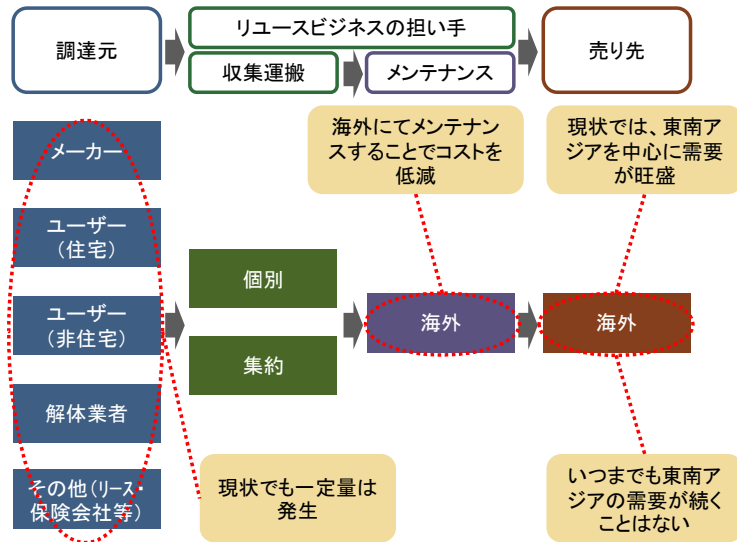 調達元
リユースビジネスの担い手
収集運搬
メンテナンス
売り先
海外にてメンテナン
スすることでコストを
低減
現状では、東南ア
ジアを中心に需要
が旺盛
メーカー
ユーザー
（住宅）
ユーザー
（非住宅）
解体業者
その他（リース・
保険会社等）
個別
集約
海外
海外
現状でも一定量は
発生
いつまでも東南ア
ジアの需要が続く
ことはない